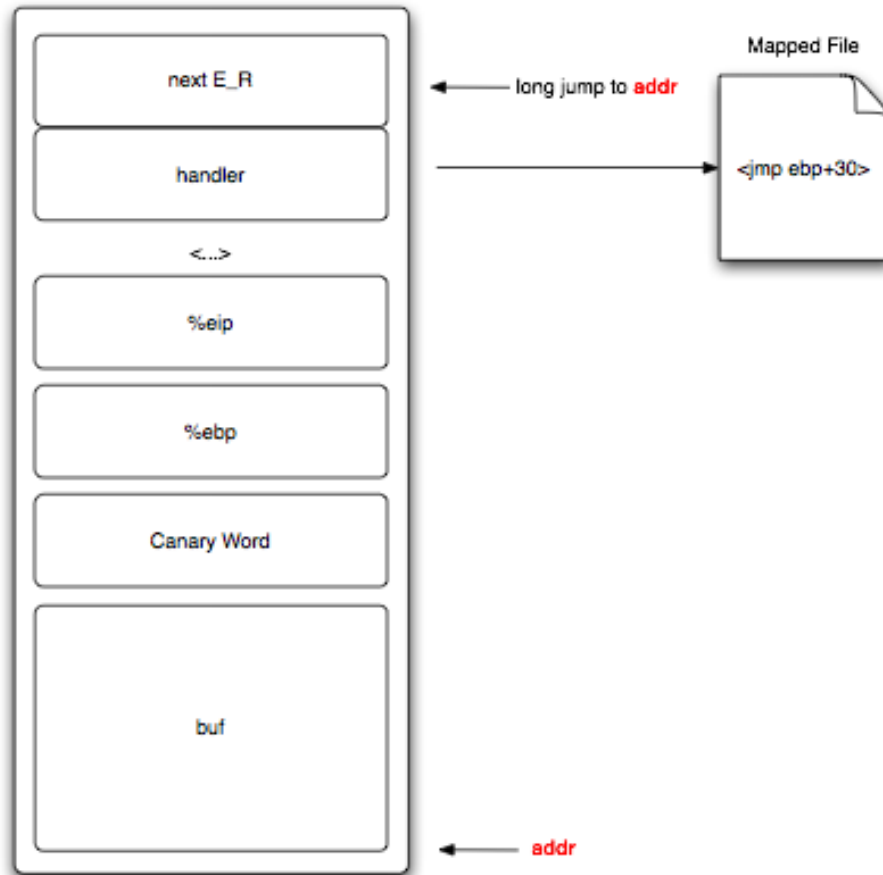 Mapped File
next E_R
long jump to addr
handler
<jmp ebp+30>
<...>
%eip
%ebp
Canary Word
buf
addr